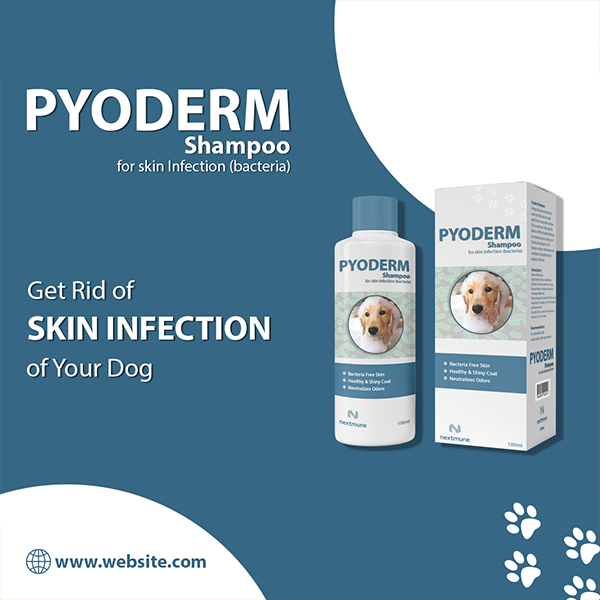 PYODERM
Shampoo
for skin Infection (bacteria)
Get Rid of
SKIN INFECTION
of Your Dog
www.website.com
PYODERM
Shampoo
for skin Infection (bacteria)
Bacteria Free Skin
Healthy & Shiny Coat
Neutralizes Odors
nextmune
100ml
PYODERM
Shampoo
for skin Infection (bacteria)
Bacteria Free Skin
Healthy & Shiny Coat
Neutralizes Odors
nextmune
100ml
PYODERM
Shampoo
nextmune